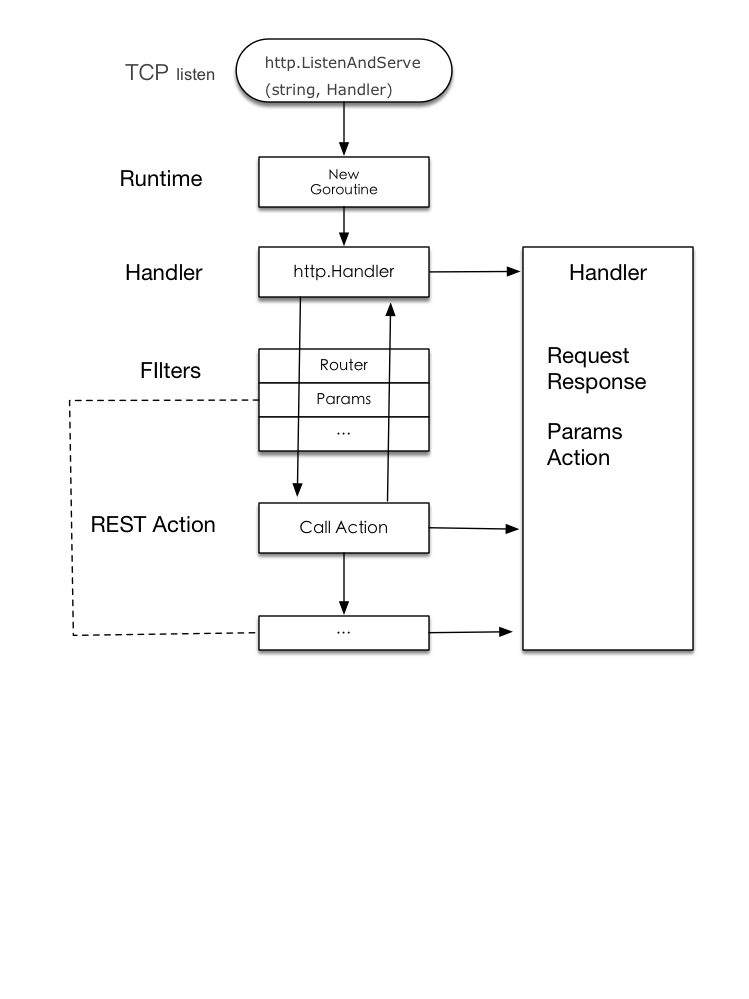 TCP listen
http.ListenAndServe
(string, Handler)
Runtime
New
Goroutine
Handler
http.Handler
Handler
FIlters
Router
Params
...
Request
Response
Params
Action
REST Action
Call Action
...